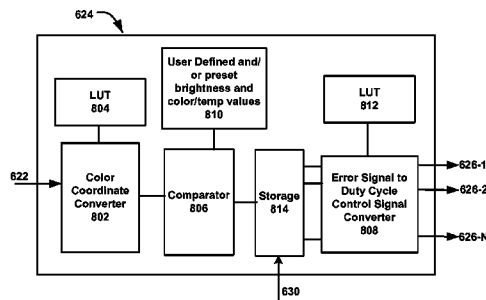 624
User Defined and/
or preset
brightness and
color/temp values
810
LUT
804
LUT
812
622
Color
Coordinate
Converter
802
Comparator
806
Storage
814
Error Signal to
Duty Cycle
Control Signal
Converter
808
626-1
626-2
626-N
630